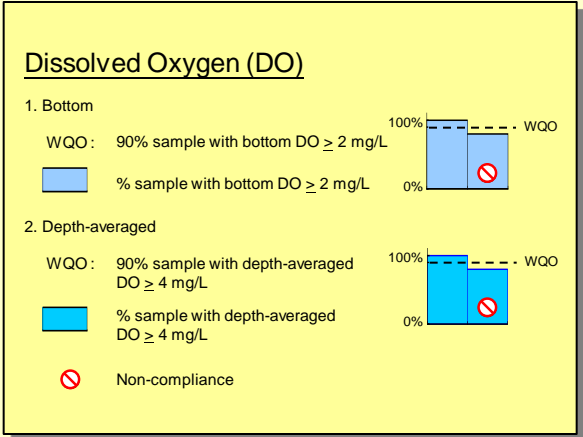 Dissolved Oxygen (DO)
1. Bottom
WQO: 90% sample with bottom DO ≥ 2 mg/L
% sample with bottom DO ≥ 2 mg/L
100%
WQO
0%
2. Depth-averaged
WQO: 90% sample with depth-averaged
DO ≥ 4 mg/L
% sample with depth-averaged
DO ≥ 4 mg/L
100%
WQO
0%
Non-compliance